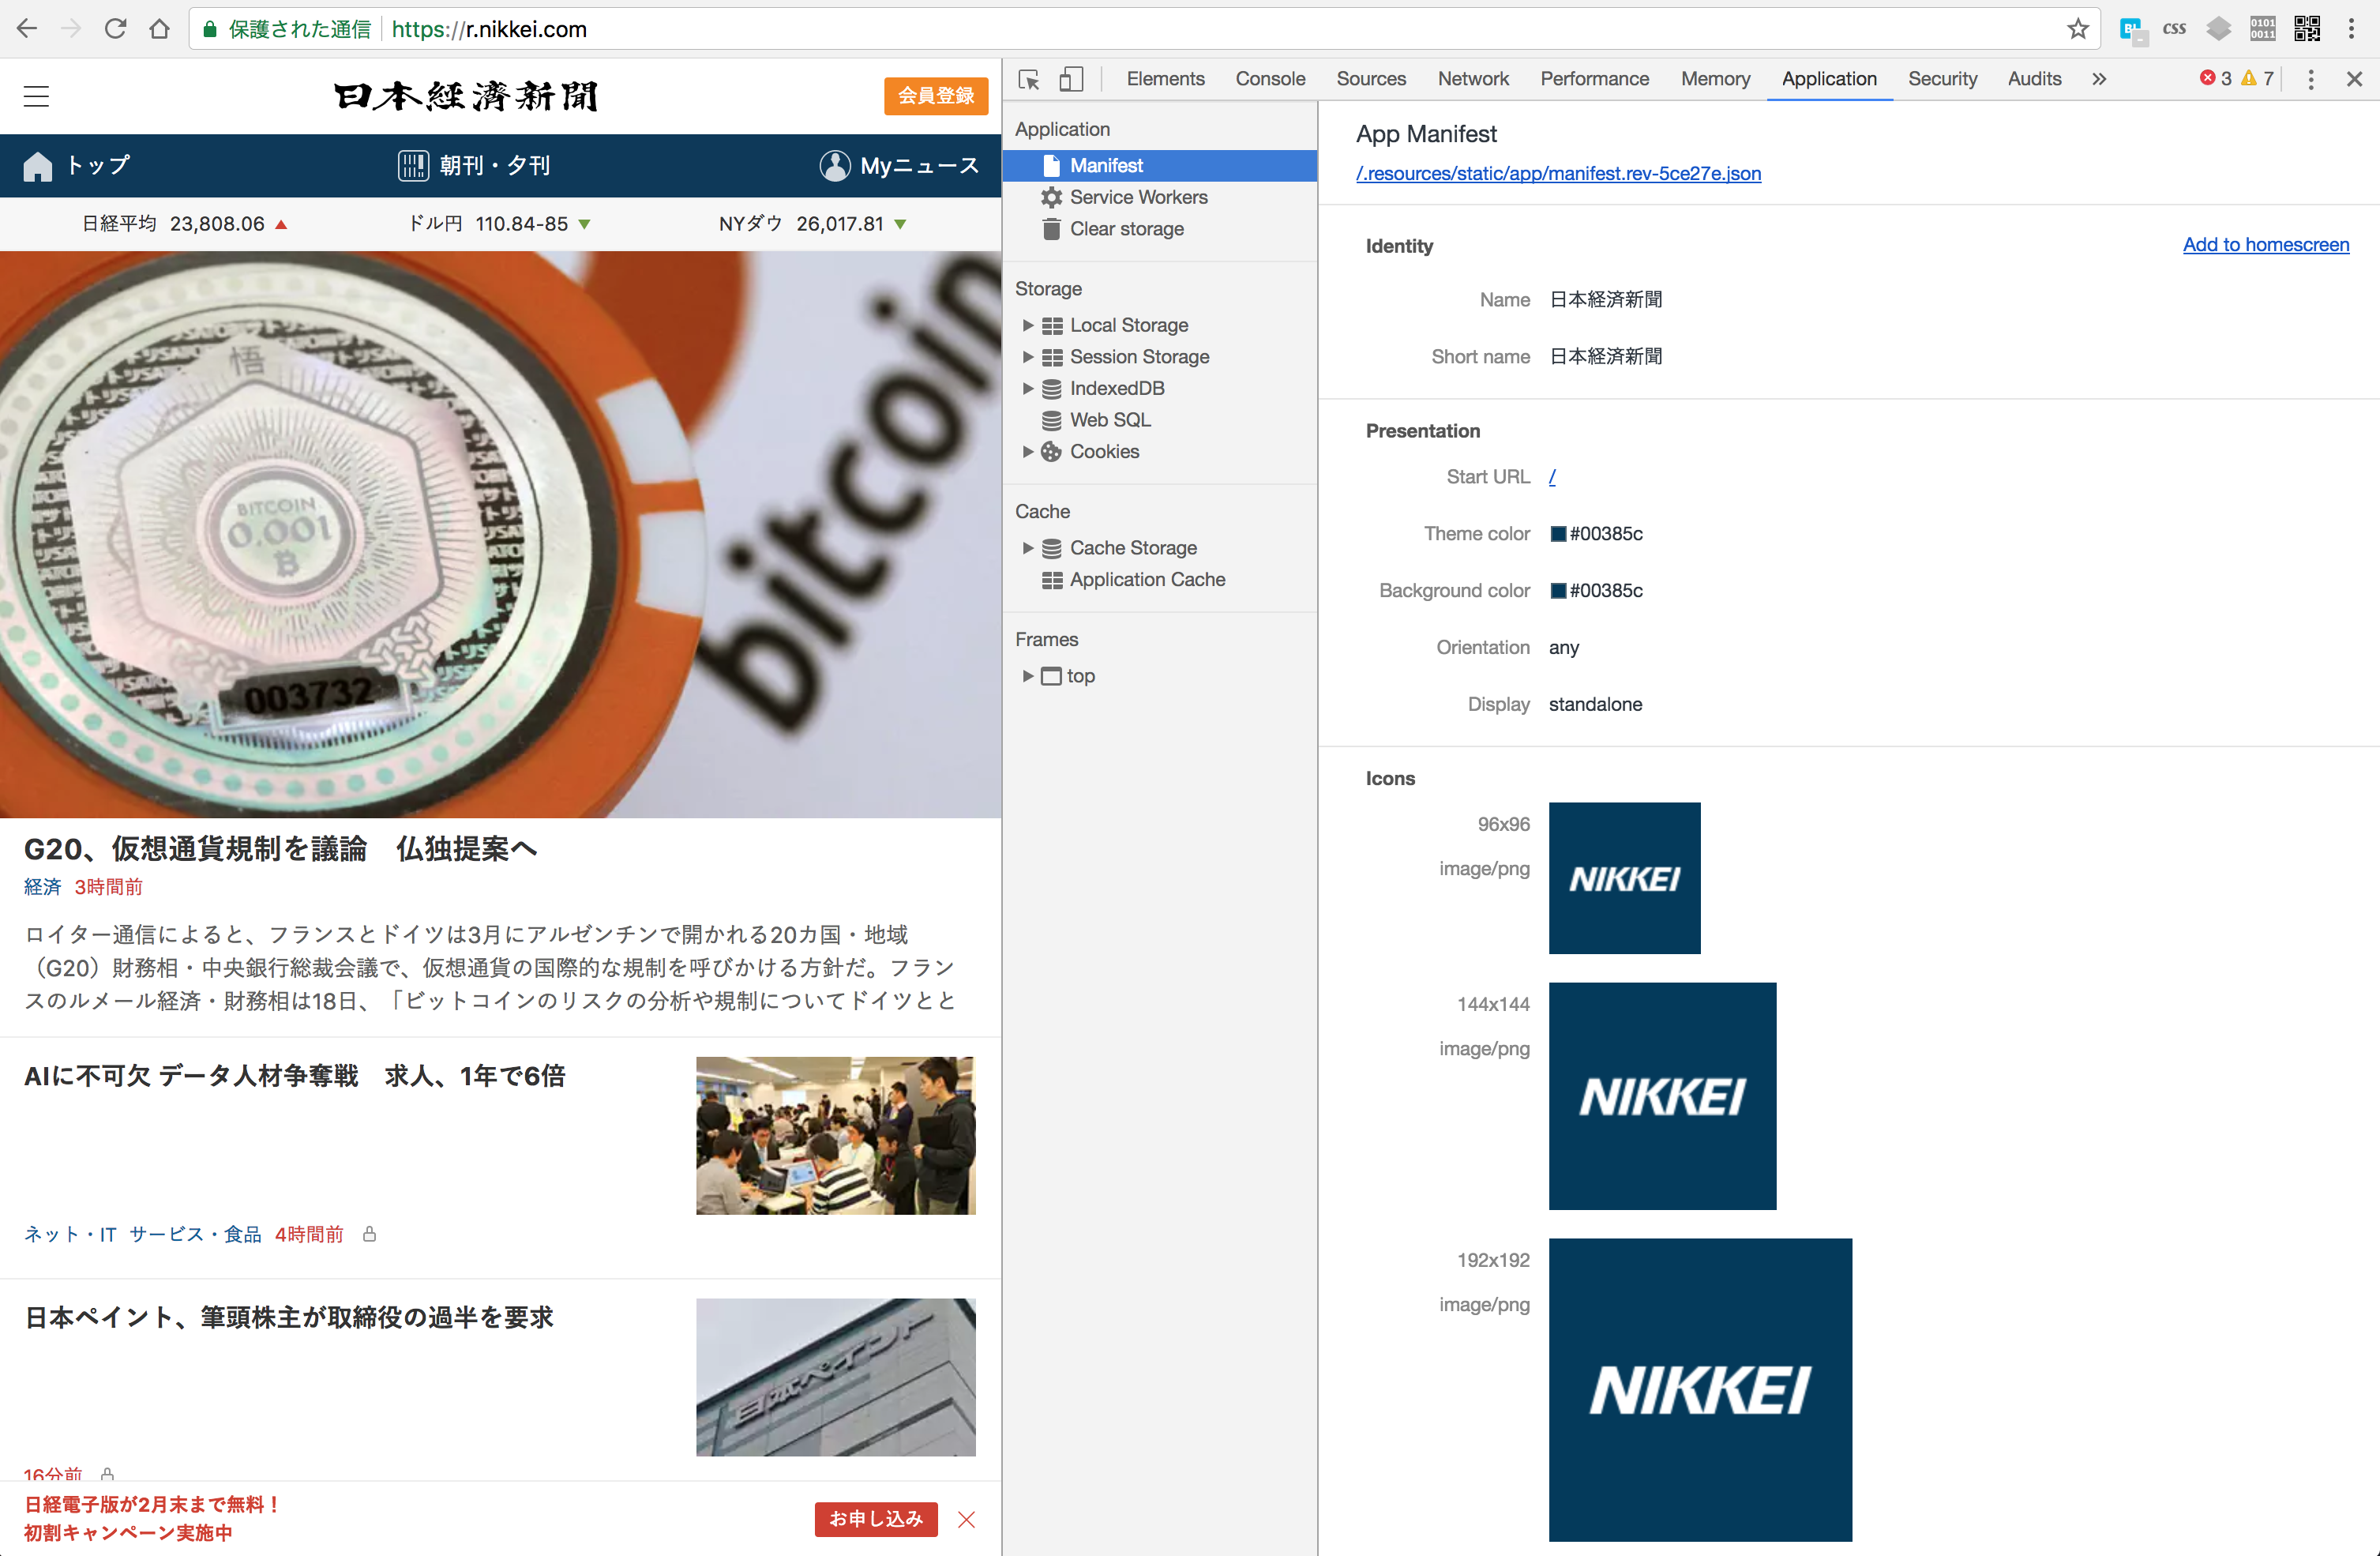 保護された通信 https://r.nikkei.com
css
0101
0011
日本経済新聞
会員登録
トップ
朝刊・夕刊
Myニュース
日経平均 23,808.06
ドル円 110.84-85
NYダウ 26,017.81
悟
BITCOIN
0.001
003732
bitcoin
G20、仮想通貨規制を議論 仏独提案へ
経済 3時間前
ロイター通信によると、フランスとドイツは3月にアルゼンチンで開かれる20カ国・地域
（G20）財務相・中央銀行総裁会議で、仮想通貨の国際的な規制を呼びかける方針だ。フラン
スのルメール経済・財務相は18日、「ビットコインのリスクの分析や規制についてドイツとと
AIに不可欠 データ人材争奪戦 求人、1年で6倍
ネット・IT サービス・食品 4時間前
日本ペイント、筆頭株主が取締役の過半を要求
日本ペイント
16分前
日経電子版が2月末まで無料！
初割キャンペーン実施中
お申し込み
Elements Console Sources Network Performance Memory Application Security Audits » 3 7
Application
Manifest
Service Workers
Clear storage
Storage
Local Storage
Session Storage
IndexedDB
Web SQL
Cookies
Cache
Cache Storage
Application Cache
Frames
top
App Manifest
/.resources/static/app/manifest.rev-5ce27e.json
Identity
Add to homescreen
Name 日本経済新聞
Short name 日本経済新聞
Presentation
Start URL /
Theme color #00385c
Background color #00385c
Orientation any
Display standalone
Icons
96x96
image/png
NIKKEI
144x144
image/png
NIKKEI
192x192
image/png
NIKKEI